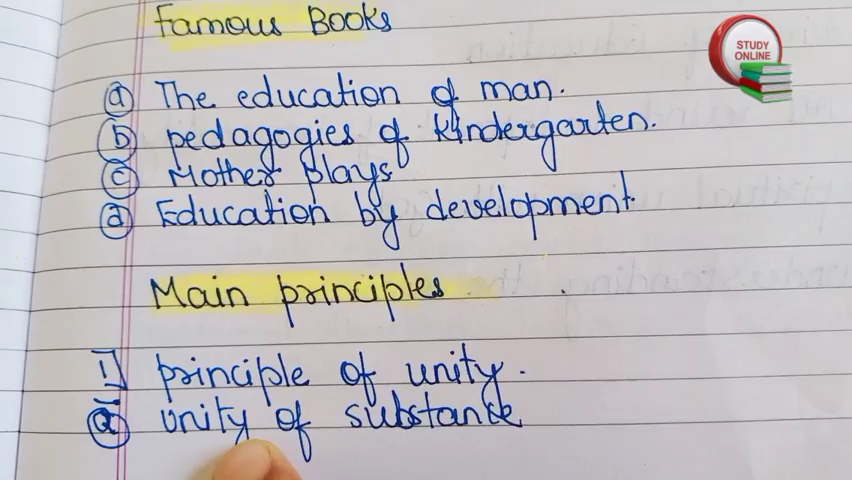 Famous Books
STUDY
ONLINE
ⓐ The education of man.
ⓑ pedagogies of kindergarten.
ⓒ Mother plays
ⓓ Education by development.
Main principles
1] principle of unity.
ⓐ unity of substance